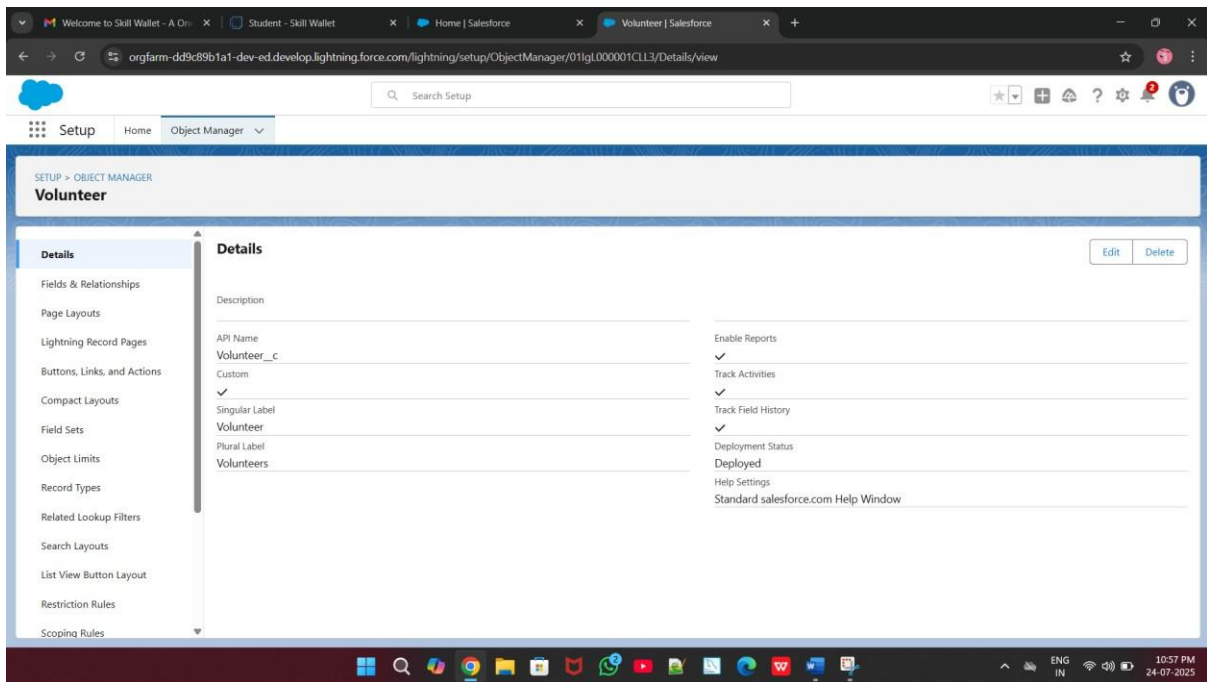 Welcome to Skill Wallet - A On
Student - Skill Wallet
Home | Salesforce
Volunteer | Salesforce
orgfarm-dd9c89b1a1-dev-ed.develop.lightning.force.com/lightning/setup/ObjectManager/01IgL000001CLL3/Details/view
Search Setup
2
Setup Home Object Manager
SETUP > OBJECT MANAGER
Volunteer
Details
Fields & Relationships
Page Layouts
Lightning Record Pages
Buttons, Links, and Actions
Compact Layouts
Field Sets
Object Limits
Record Types
Related Lookup Filters
Search Layouts
List View Button Layout
Restriction Rules
Scoping Rules
Details
Edit Delete
Description
API Name
Volunteer__c
Custom
Singular Label
Volunteer
Plural Label
Volunteers
Enable Reports
Track Activities
Track Field History
Deployment Status
Deployed
Help Settings
Standard salesforce.com Help Window
ENG
IN
10:57 PM
24-07-2025